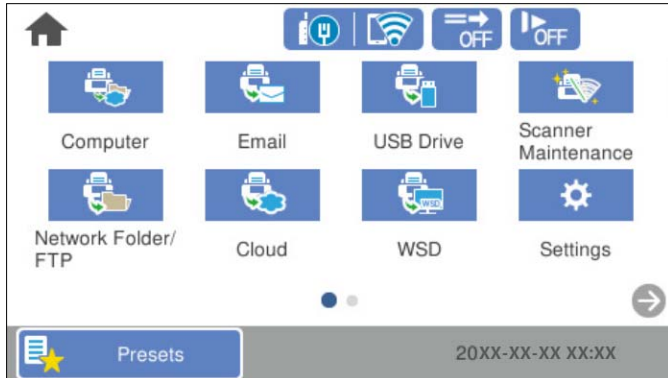 OFF
OFF
Computer
Email
USB Drive
Scanner
Maintenance
WSD
Network Folder/
FTP
Cloud
WSD
Settings
Presets
20XX-XX-XX XX:XX